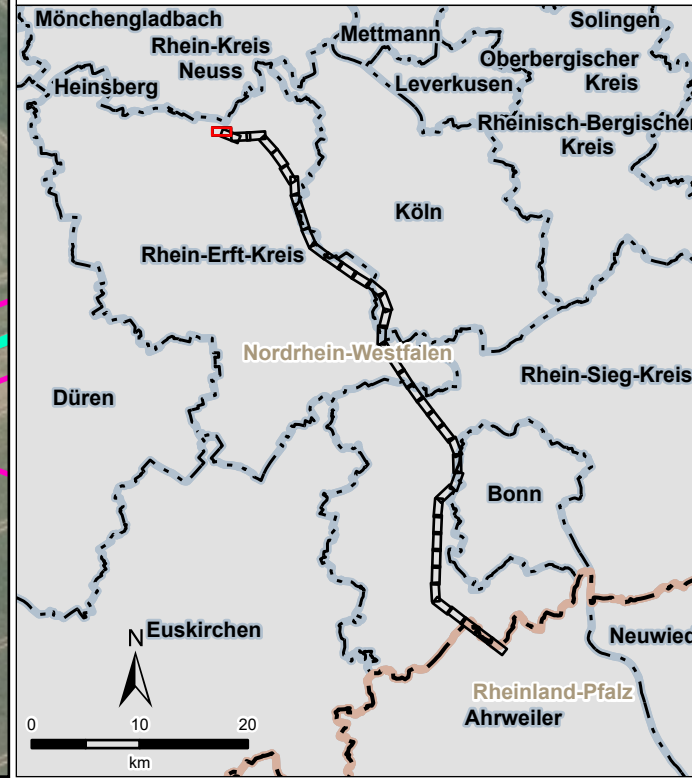 Mönchengladbach
Solingen
Mettmann
Rhein-Kreis
Neuss
Oberbergischer
Kreis
Heinsberg
Leverkusen
Rheinisch-Bergischer
Kreis
Köln
Rhein-Erft-Kreis
Nordrhein-Westfalen
Rhein-Sieg-Kreis
Düren
Bonn
N
Euskirchen
Neuwied
Rheinland-Pfalz
Ahrweiler
0 10 20
km